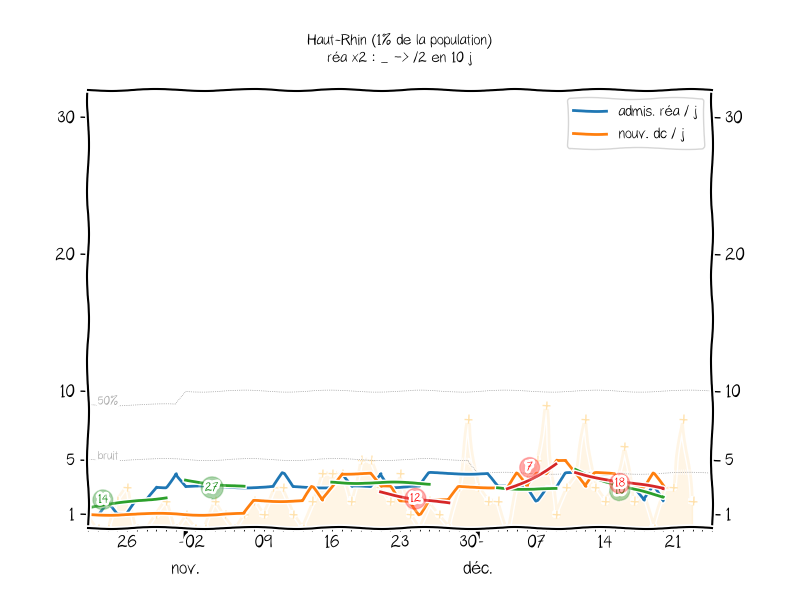 Haut-Rhin (1% de la population)
réa x2 : _ -> /2 en 10 j
admis. réa / j
nouv. dc / j
30 30
20 20
10 10
50%
bruit
5 5
1 1
14
27
12
7
18
26 02 09 16 23 30 07 14 21
nov. déc.